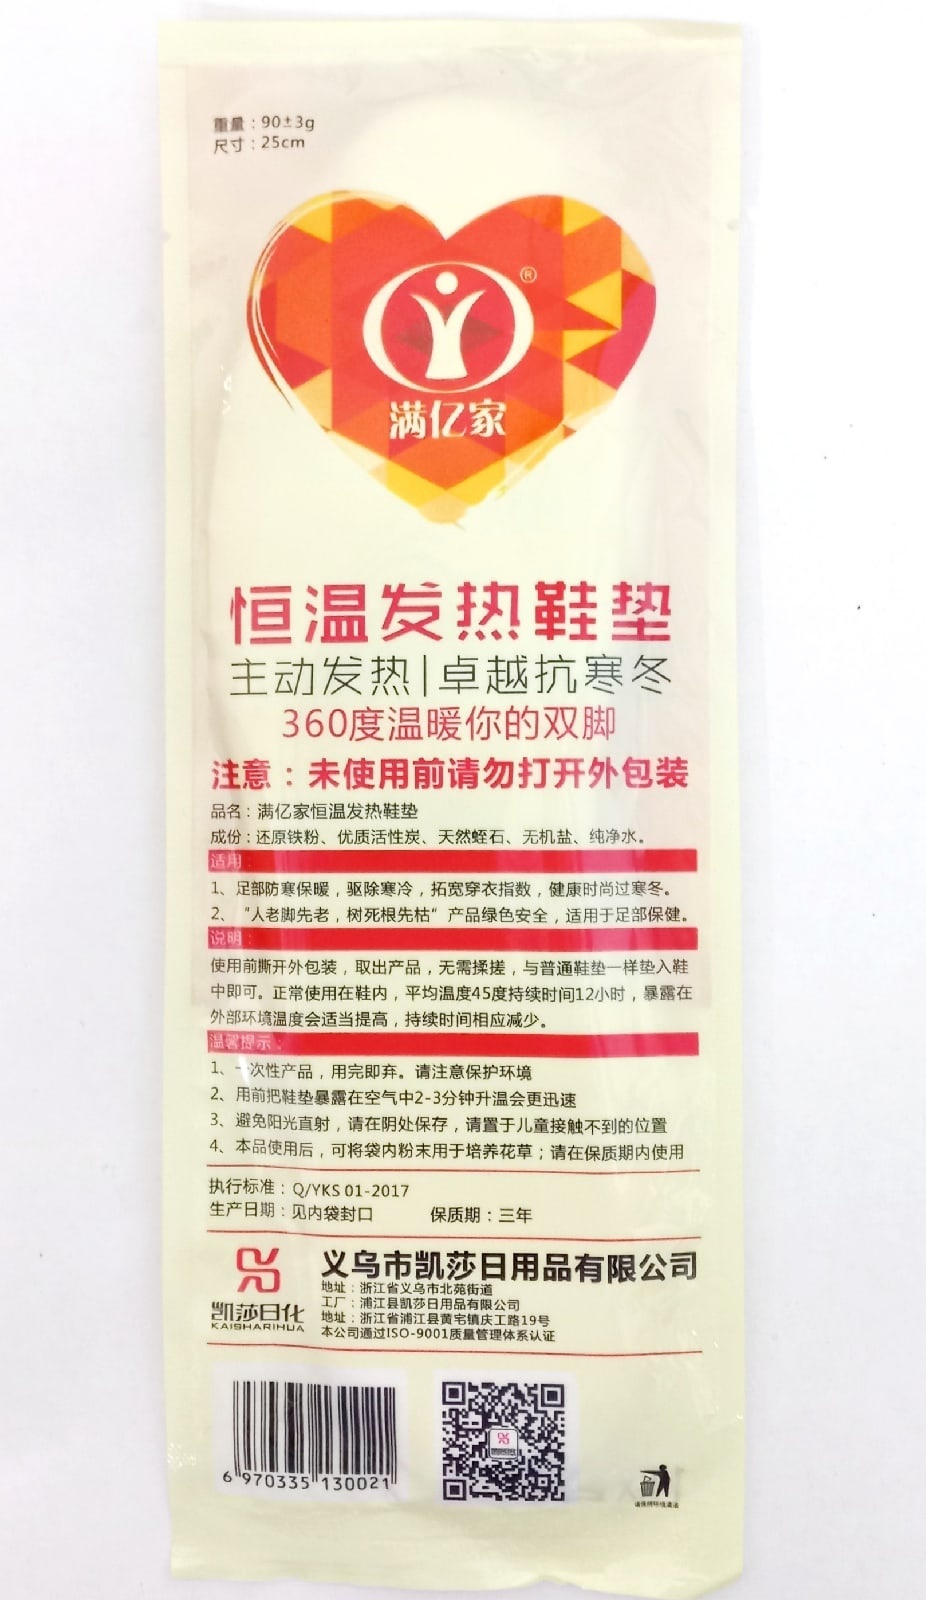 重量：90±3g
尺寸：25cm
®
满亿家
恒温发热鞋垫
主动发热|卓越抗寒冬
360度温暖你的双脚
注意：未使用前请勿打开外包装
品名：满亿家恒温发热鞋垫
成份：还原铁粉、优质活性炭、天然蛭石、无机盐、纯净水。
适用：
1、足部防寒保暖，驱除寒冷，拓宽穿衣指数，健康时尚过寒冬。
2、“人老脚先老，树死根先枯”产品绿色安全，适用于足部保健。
说明：
使用前撕开外包装，取出产品，无需揉搓，与普通鞋垫一样垫入鞋
中即可。正常使用在鞋内，平均温度45度持续时间12小时，暴露在
外部环境温度会适当提高，持续时间相应减少。
温馨提示：
1、一次性产品，用完即弃。请注意保护环境
2、用前把鞋垫暴露在空气中2-3分钟升温会更迅速
3、避免阳光直射，请在阴处保存，请置于儿童接触不到的位置
4、本品使用后，可将袋内粉末用于培养花草；请在保质期内使用
执行标准：Q/YKS 01-2017
生产日期：见内袋封口 保质期：三年
凯莎日化
KAISHARIHUA
义乌市凯莎日用品有限公司
地址：浙江省义乌市北苑街道
工厂：浦江县凯莎日用品有限公司
地址：浙江省浦江县黄宅镇庆工路19号
本公司通过ISO-9001质量管理体系认证
6 970335 130021